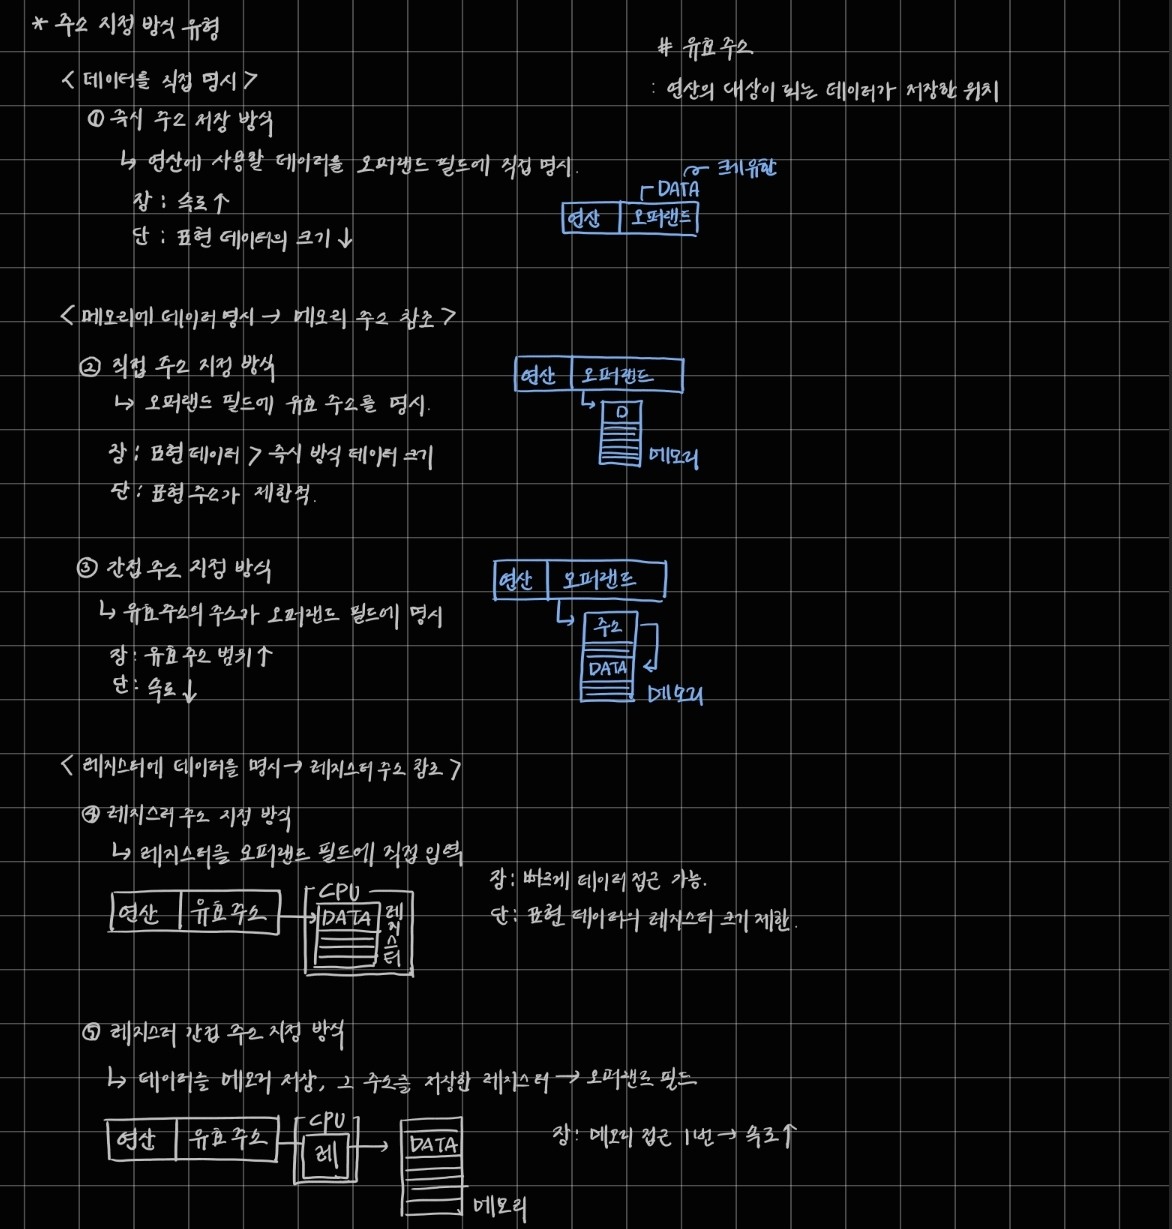 * 주소 지정 방식 유형
# 유효 주소
: 연산의 대상이 되는 데이터가 저장한 위치
< 데이터를 직접 명시 >
① 즉시 주소 저장 방식
↳ 연산에 사용할 데이터를 오퍼랜드 필드에 직접 명시.
장 : 속도↑
단 : 표현 데이터의 크기↓
크기 유한
DATA
연산 오퍼랜드
< 메모리에 데이터 명시 → 메모리 주소 참조 >
② 직접 주소 지정 방식
↳ 오퍼랜드 필드에 유효 주소를 명시.
장 : 표현 데이터 > 즉시 방식 데이터 크기
단 : 표현 주소가 제한적.
연산 오퍼랜드
D
메모리
③ 간접 주소 지정 방식
↳ 유효주소의 주소가 오퍼랜드 필드에 명시
장 : 유효 주소 범위↑
단 : 속도↓
연산 오퍼랜드
주소
DATA
메모리
< 레지스터에 데이터를 명시 → 레지스터 주소 참조 >
④ 레지스터 주소 지정 방식
↳ 레지스터를 오퍼랜드 필드에 직접 입력
장 : 빠르게 데이터 접근 가능.
단 : 표현 데이터의 레지스터 크기 제한.
CPU
연산 유효 주소 DATA 레지스터
⑤ 레지스터 간접 주소 지정 방식
↳ 데이터를 메모리 저장, 그 주소를 저장한 레지스터 → 오퍼랜드 필드
장 : 메모리 접근 1번 → 속도↑
CPU
연산 유효 주소 레 → DATA
메모리